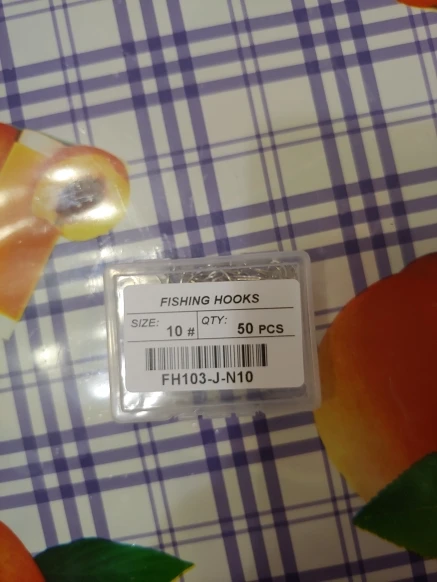 FISHING HOOKS
SIZE: 10 # QTY: 50 PCS
FH103-J-N10